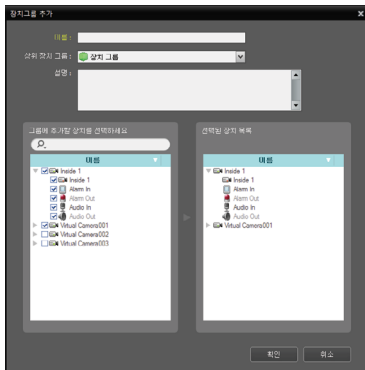 장치그룹 추가
이름 :
상위 장치 그룹 : 장치 그룹
설명 :
그룹에 추가할 장치를 선택하세요
이름
Inside 1
Inside 1
Alarm In
Alarm Out
Audio In
Audio Out
Virtual Camera001
Virtual Camera002
Virtual Camera003
선택된 장치 목록
이름
Inside 1
Inside 1
Alarm In
Alarm Out
Audio In
Audio Out
Virtual Camera001
확인
취소